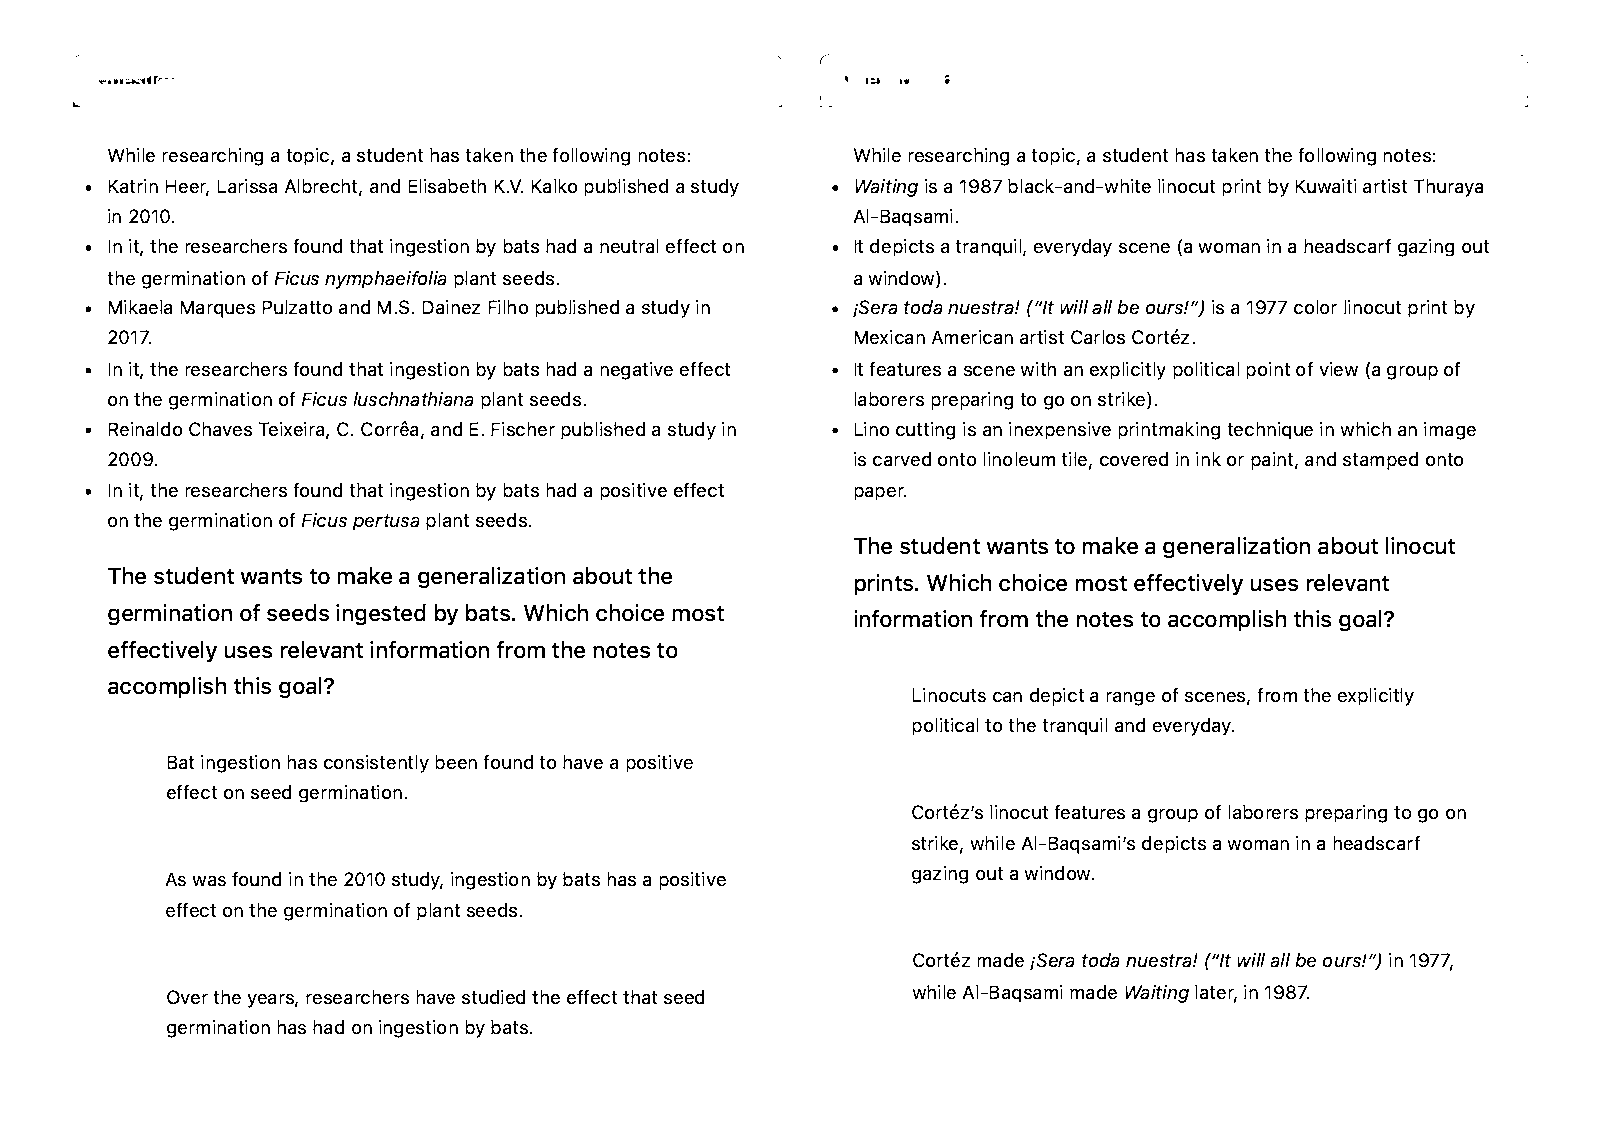 While researching a topic, a student has taken the following notes:
• Katrin Heer, Larissa Albrecht, and Elisabeth K.V. Kalko published a study
in 2010.
• In it, the researchers found that ingestion by bats had a neutral effect on
the germination of Ficus nymphaeifolia plant seeds.
• Mikaela Marques Pulzatto and M.S. Dainez Filho published a study in
2017.
• In it, the researchers found that ingestion by bats had a negative effect
on the germination of Ficus luschnathiana plant seeds.
• Reinaldo Chaves Teixeira, C. Corrêa, and E. Fischer published a study in
2009.
• In it, the researchers found that ingestion by bats had a positive effect
on the germination of Ficus pertusa plant seeds.
The student wants to make a generalization about the
germination of seeds ingested by bats. Which choice most
effectively uses relevant information from the notes to
accomplish this goal?
Bat ingestion has consistently been found to have a positive
effect on seed germination.
As was found in the 2010 study, ingestion by bats has a positive
effect on the germination of plant seeds.
Over the years, researchers have studied the effect that seed
germination has had on ingestion by bats.
While researching a topic, a student has taken the following notes:
• Waiting is a 1987 black-and-white linocut print by Kuwaiti artist Thuraya
Al-Baqsami.
• It depicts a tranquil, everyday scene (a woman in a headscarf gazing out
a window).
• ¡Sera toda nuestra! (“It will all be ours!”) is a 1977 color linocut print by
Mexican American artist Carlos Cortéz.
• It features a scene with an explicitly political point of view (a group of
laborers preparing to go on strike).
• Lino cutting is an inexpensive printmaking technique in which an image
is carved onto linoleum tile, covered in ink or paint, and stamped onto
paper.
The student wants to make a generalization about linocut
prints. Which choice most effectively uses relevant
information from the notes to accomplish this goal?
Linocuts can depict a range of scenes, from the explicitly
political to the tranquil and everyday.
Cortéz’s linocut features a group of laborers preparing to go on
strike, while Al-Baqsami’s depicts a woman in a headscarf
gazing out a window.
Cortéz made ¡Sera toda nuestra! (“It will all be ours!”) in 1977,
while Al-Baqsami made Waiting later, in 1987.